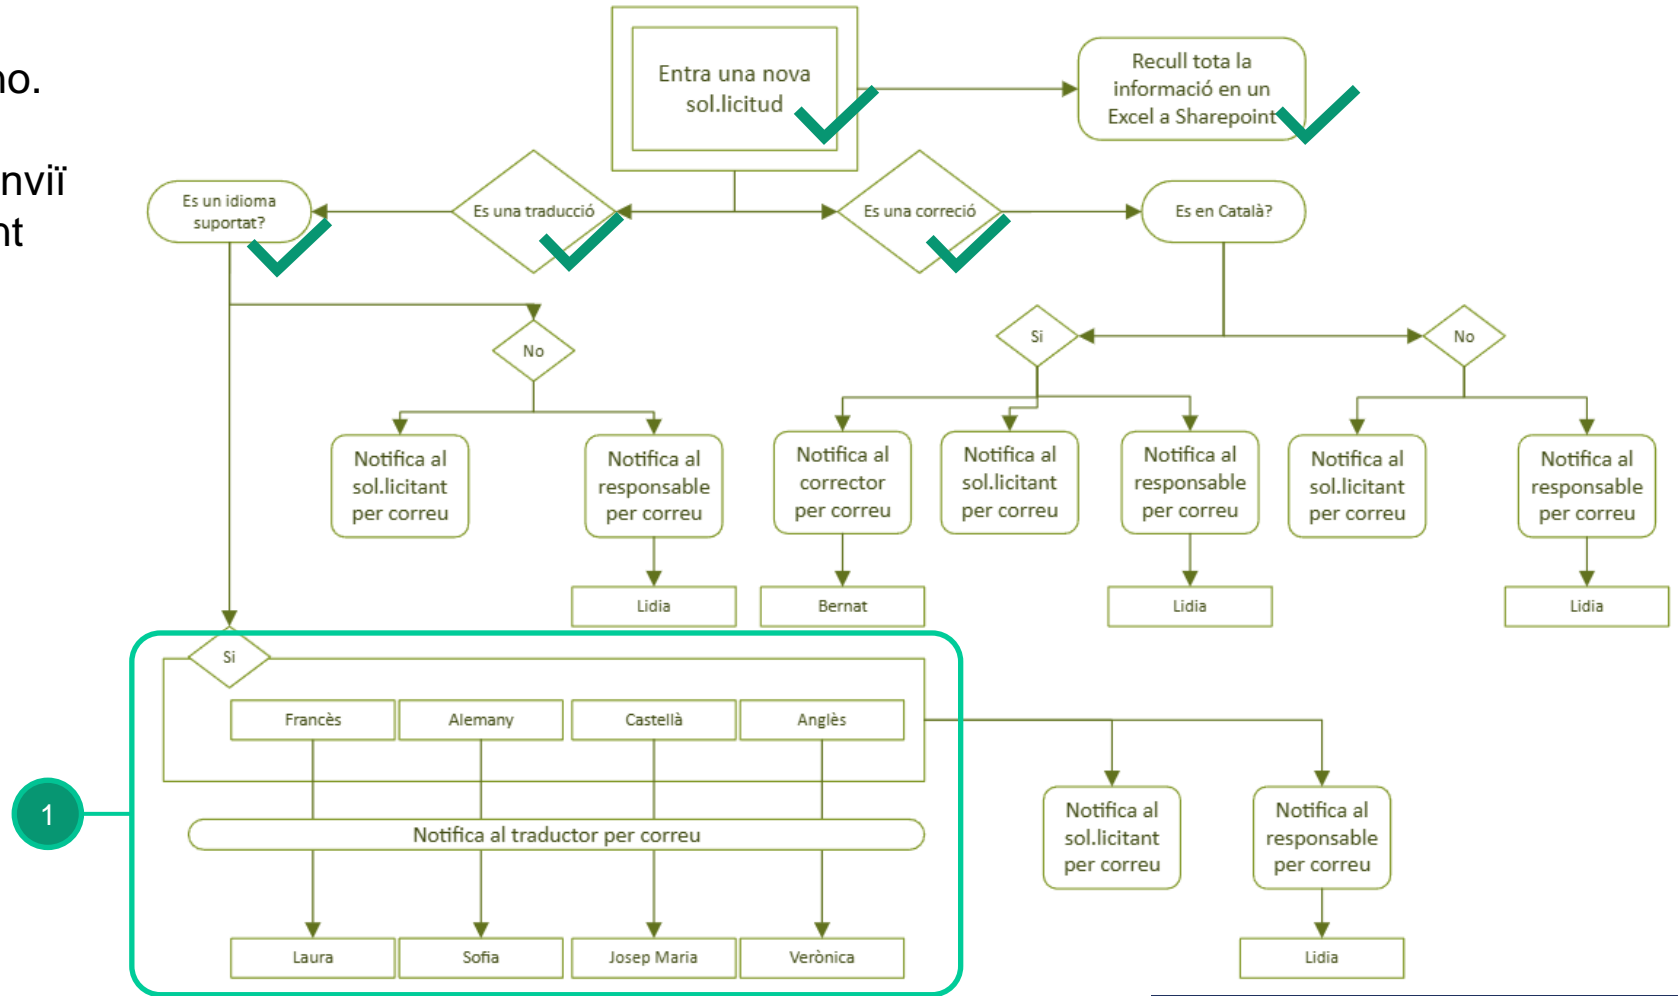 no.
nviï
nt
Entra una nova
sol.licitud
Recull tota la
informació en un
Excel a Sharepoint
Es un idioma
suportat?
Es una traducció
Es una correció
Es en Català?
No
Si
No
Notifica al
sol.licitant
per correu
Notifica al
responsable
per correu
Notifica al
corrector
per correu
Notifica al
sol.licitant
per correu
Notifica al
responsable
per correu
Notifica al
sol.licitant
per correu
Notifica al
responsable
per correu
Lidia
Bernat
Lidia
Lidia
Si
Francès
Alemany
Castellà
Anglès
1
Notifica al traductor per correu
Notifica al
sol.licitant
per correu
Notifica al
responsable
per correu
Laura
Sofia
Josep Maria
Verònica
Lidia